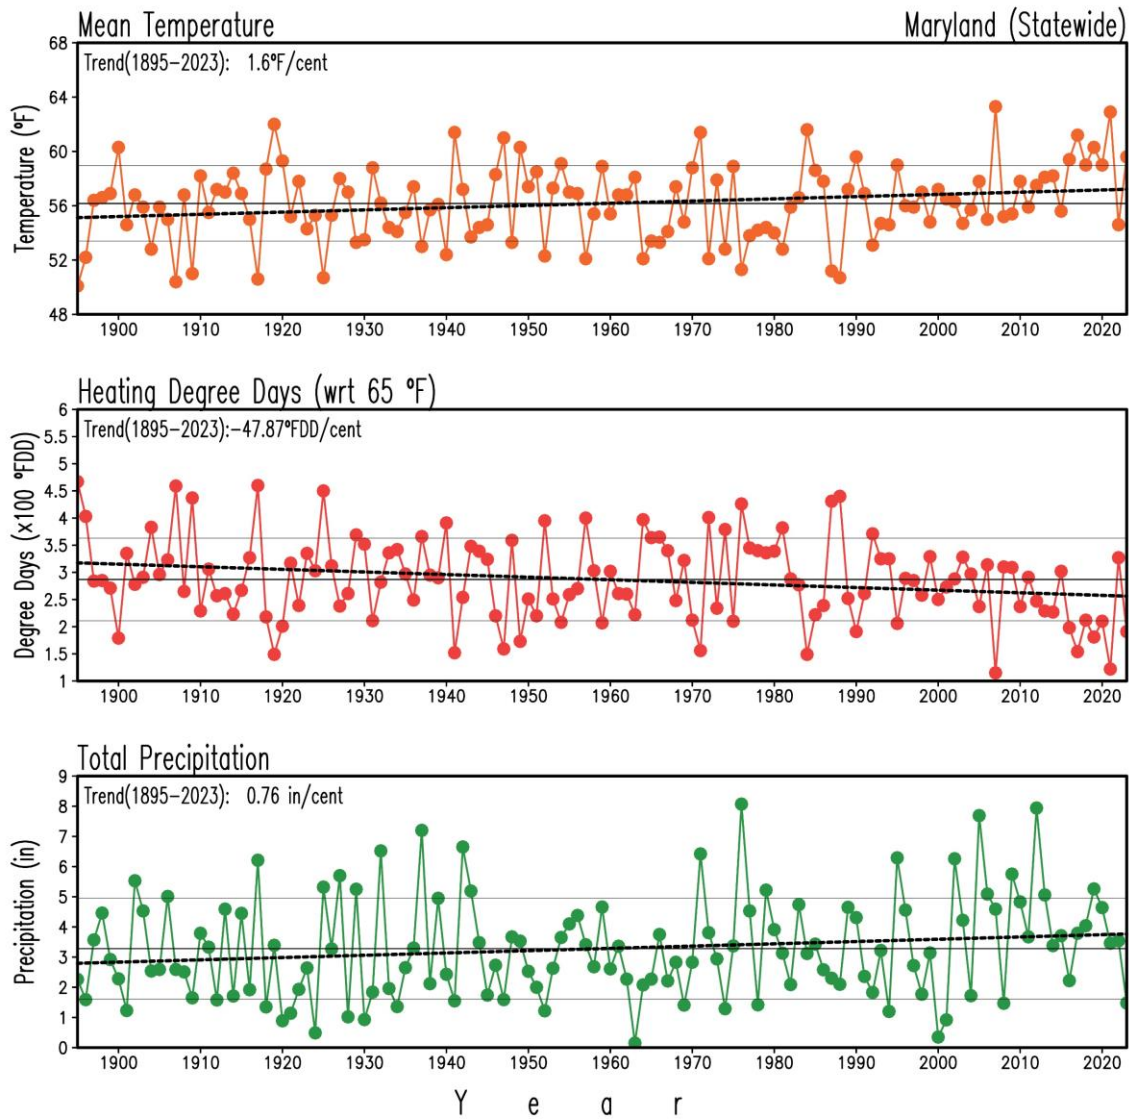 Mean Temperature Maryland (Statewide)
Trend(1895-2023): 1.6ºF/cent
Temperature (ºF)
68
64
60
56
52
48
1900 1910 1920 1930 1940 1950 1960 1970 1980 1990 2000 2010 2020
Heating Degree Days (wrt 65 ºF)
Trend(1895-2023):-47.87ºFDD/cent
Degree Days (x100 ºFDD)
6
5.5
5
4.5
4
3.5
3
2.5
2
1.5
1
1900 1910 1920 1930 1940 1950 1960 1970 1980 1990 2000 2010 2020
Total Precipitation
Trend(1895-2023): 0.76 in/cent
Precipitation (in)
9
8
7
6
5
4
3
2
1
0
1900 1910 1920 1930 1940 1950 1960 1970 1980 1990 2000 2010 2020
Y e a r